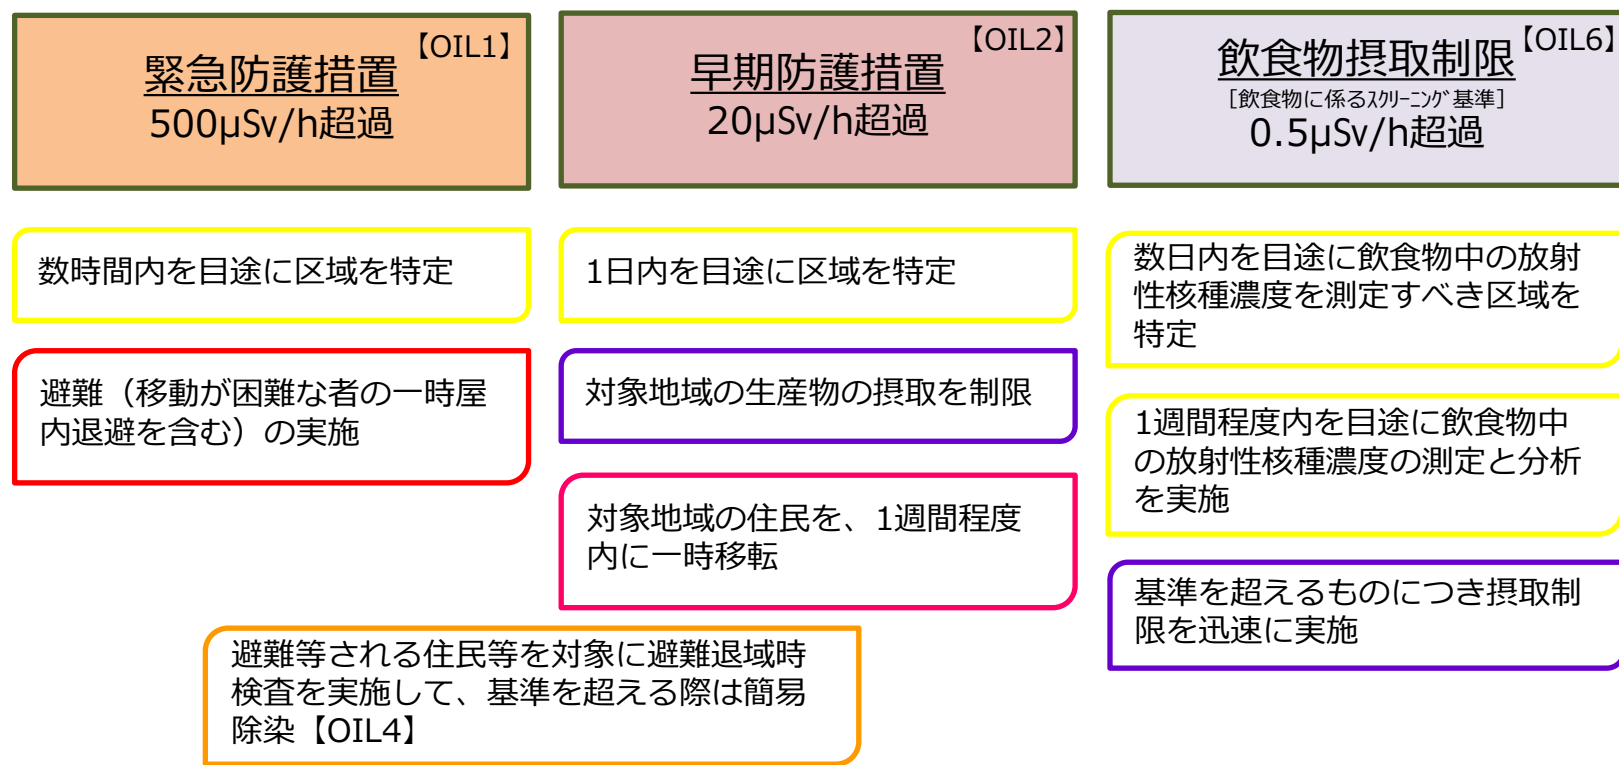 緊急防護措置
【OIL1】
500μSv/h超過
早期防護措置
【OIL2】
20μSv/h超過
飲食物摂取制限
【OIL6】
[飲食物に係るｽｸﾘｰﾆﾝｸﾞ基準]
0.5μSv/h超過
数時間内を目途に区域を特定
避難（移動が困難な者の一時屋
内退避を含む）の実施
1日内を目途に区域を特定
対象地域の生産物の摂取を制限
対象地域の住民を、1週間程度
内に一時移転
避難等される住民等を対象に避難退域時
検査を実施して、基準を超える際は簡易
除染【OIL4】
数日内を目途に飲食物中の放射
性核種濃度を測定すべき区域を
特定
1週間程度内を目途に飲食物中
の放射性核種濃度の測定と分析
を実施
基準を超えるものにつき摂取制
限を迅速に実施